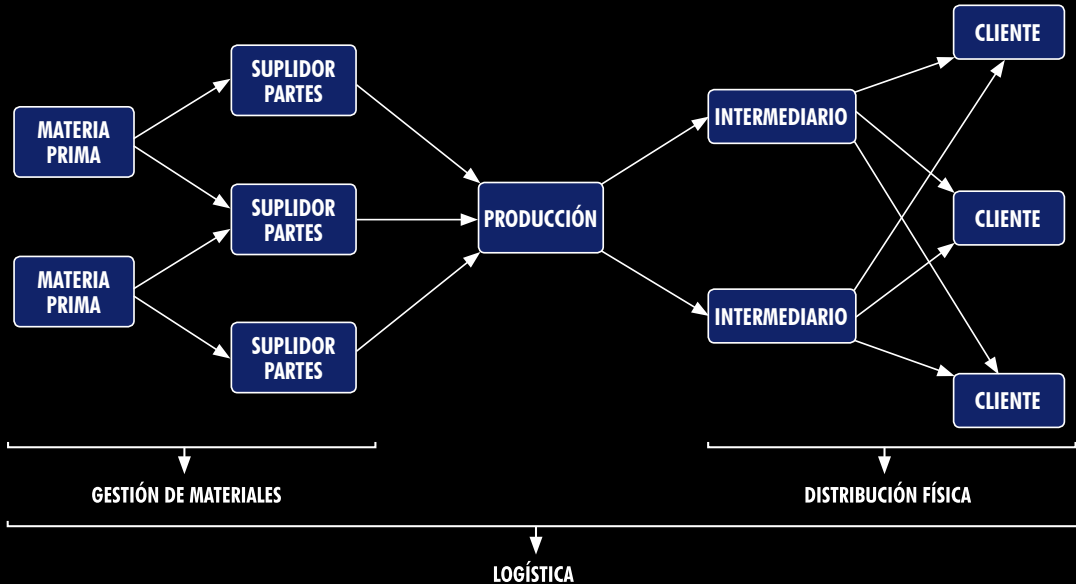 MATERIA
PRIMA
MATERIA
PRIMA
SUPLIDOR
PARTES
SUPLIDOR
PARTES
SUPLIDOR
PARTES
PRODUCCIÓN
INTERMEDIARIO
INTERMEDIARIO
CLIENTE
CLIENTE
CLIENTE
GESTIÓN DE MATERIALES
DISTRIBUCIÓN FÍSICA
LOGÍSTICA